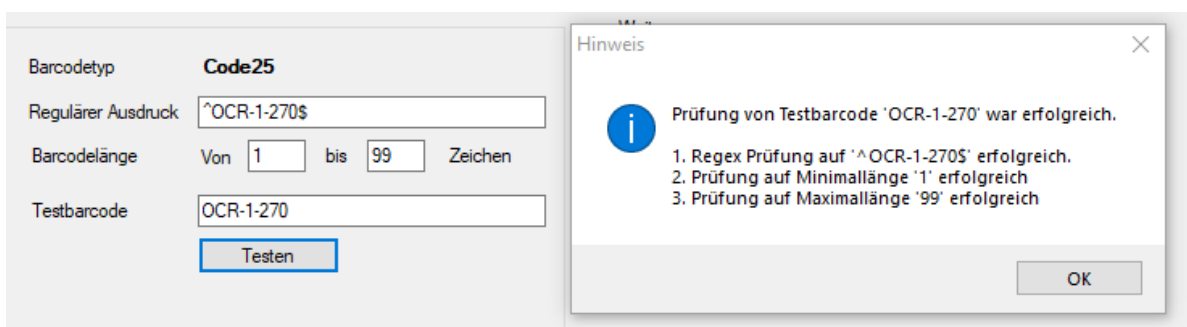 Barcodetyp Code25
Regulärer Ausdruck ^OCR-1-270$
Barcodelänge Von 1 bis 99 Zeichen
Testbarcode OCR-1-270
Testen
Hinweis
Prüfung von Testbarcode 'OCR-1-270' war erfolgreich.
1. Regex Prüfung auf '^OCR-1-270$' erfolgreich.
2. Prüfung auf Minimallänge '1' erfolgreich
3. Prüfung auf Maximallänge '99' erfolgreich
OK